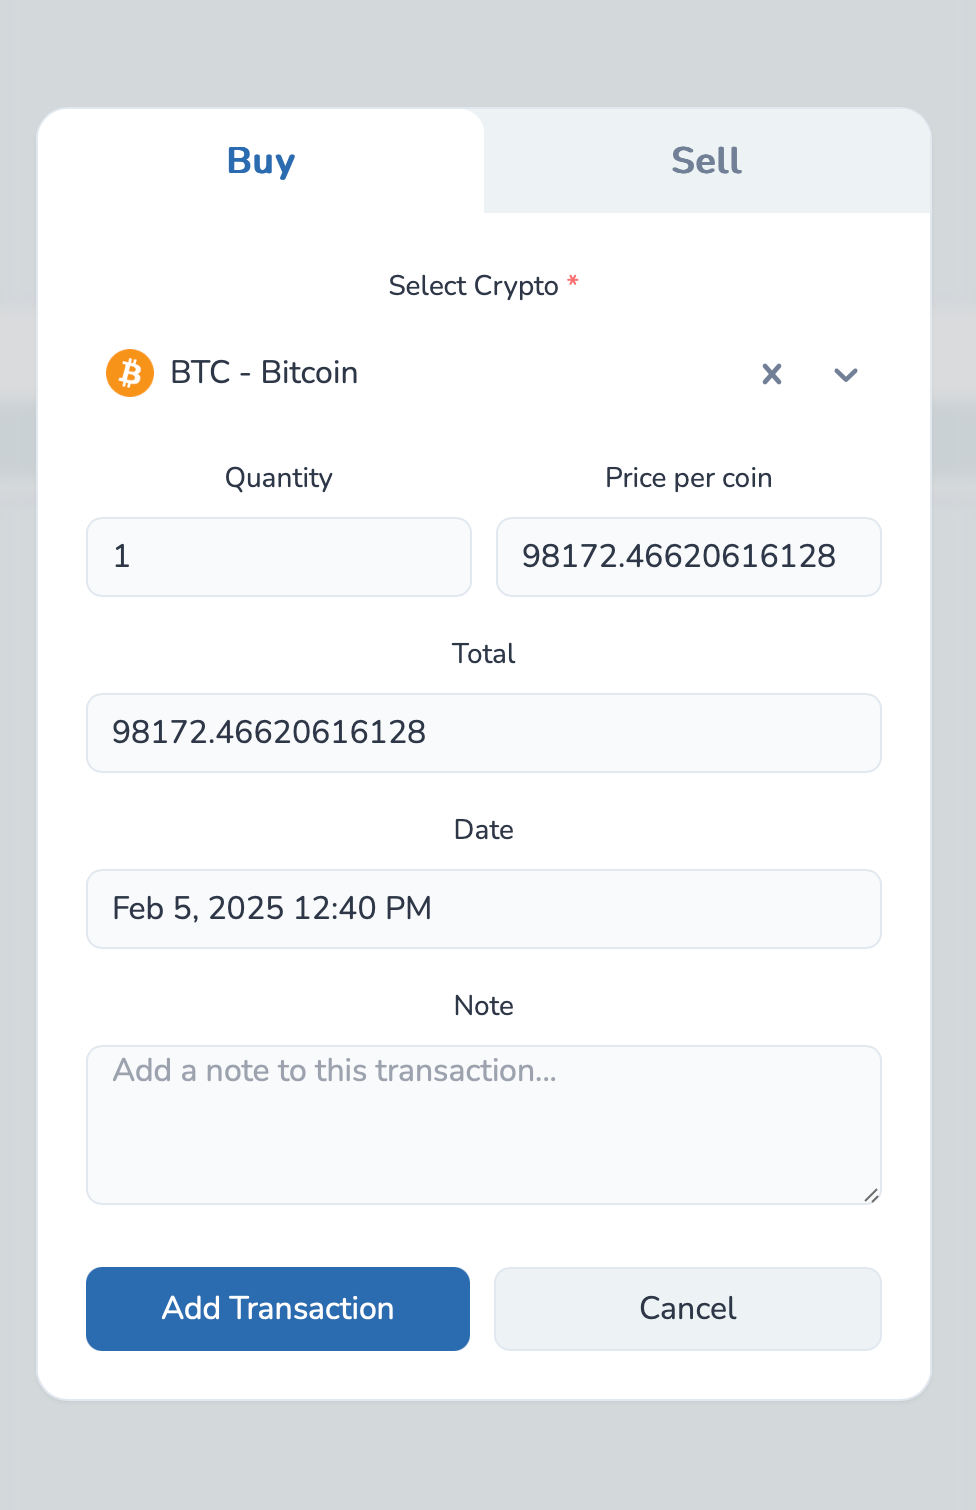 Buy
Sell
Select Crypto *
BTC - Bitcoin
Quantity
Price per coin
1
98172.46620616128
Total
98172.46620616128
Date
Feb 5, 2025 12:40 PM
Note
Add a note to this transaction...
Add Transaction
Cancel